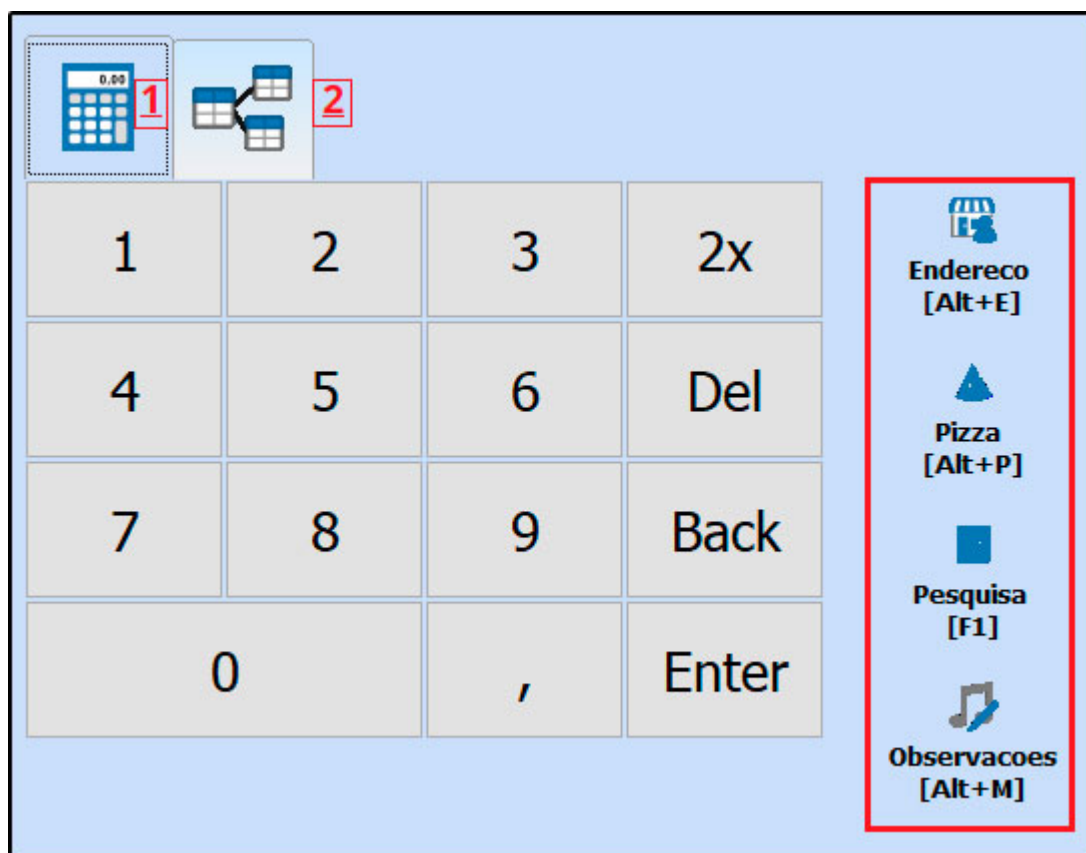 0.00
1
2
1 2 3 2x
4 5 6 Del
7 8 9 Back
0 , Enter
Endereco
[Alt+E]
Pizza
[Alt+P]
Pesquisa
[F1]
Observacoes
[Alt+M]